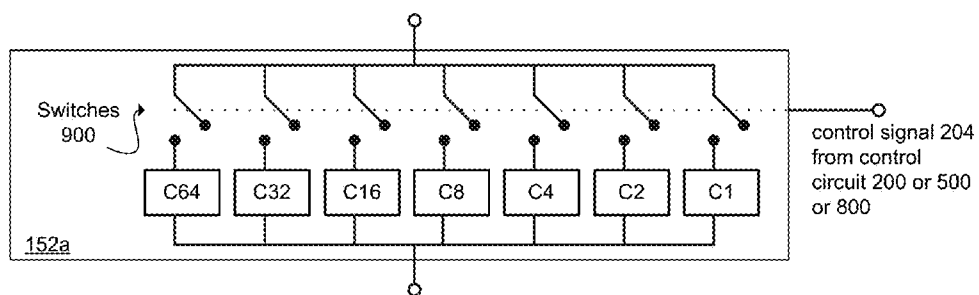 Switches
900
control signal 204
from control
circuit 200 or 500
or 800
C64 C32 C16 C8 C4 C2 C1
152a